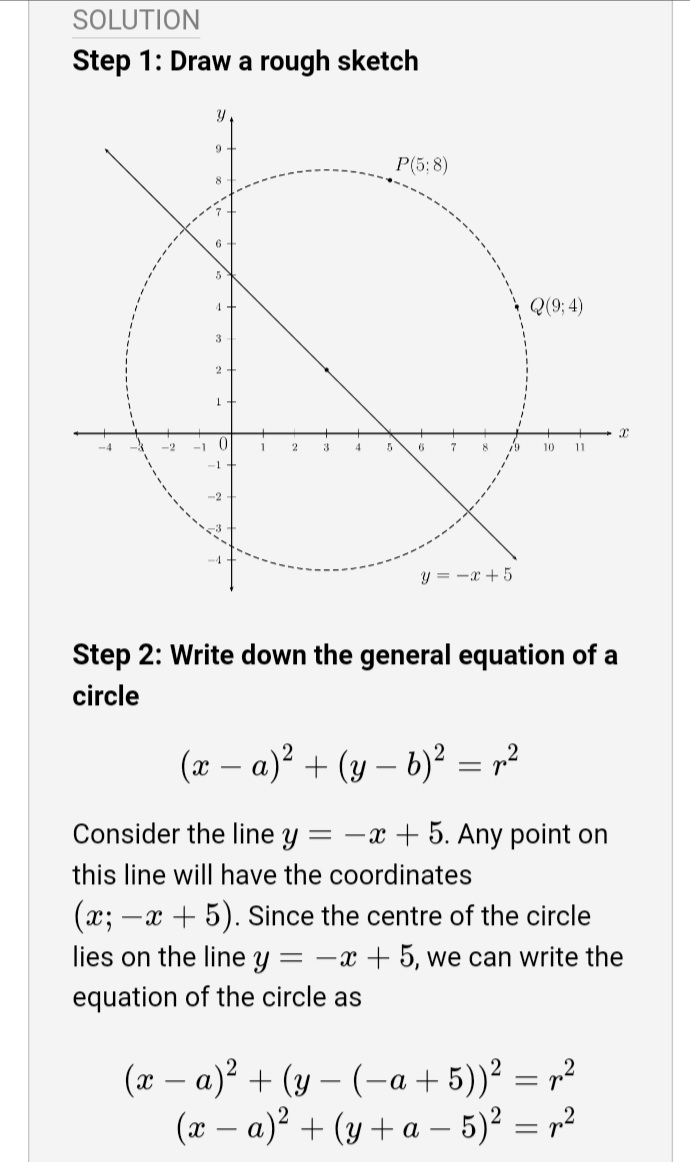 SOLUTION
Step 1: Draw a rough sketch
y
9
P(5; 8)
8
7
6
5
4
Q(9; 4)
3
2
1
x
−4 −3 −2 −1 0 1 2 3 4 5 6 7 8 9 10 11
−1
−2
−3
−4
y = −x + 5
Step 2: Write down the general equation of a
circle
(x − a)² + (y − b)² = r²
Consider the line y = −x + 5. Any point on
this line will have the coordinates
(x; −x + 5). Since the centre of the circle
lies on the line y = −x + 5, we can write the
equation of the circle as
(x − a)² + (y − (−a + 5))² = r²
(x − a)² + (y + a − 5)² = r²